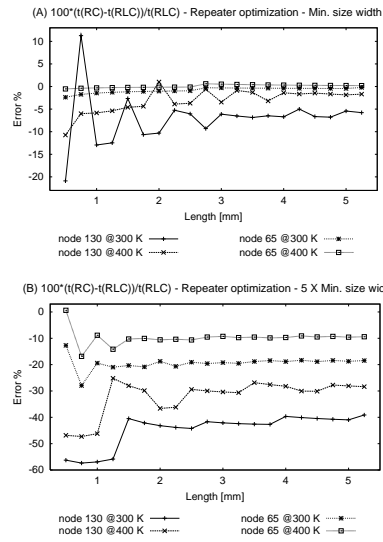 (A) 100*(t(RC)-t(RLC))/t(RLC) - Repeater optimization - Min. size width
10
5
0
-5
-10
-15
-20
Error %
1
2
3
4
5
Length [mm]
node 130 @300 K
node 65 @300 K
node 130 @400 K
node 65 @400 K
(B) 100*(t(RC)-t(RLC))/t(RLC) - Repeater optimization - 5 X Min. size wid
0
-10
-20
-30
-40
-50
-60
Error %
1
2
3
4
5
Length [mm]
node 130 @300 K
node 65 @300 K
node 130 @400 K
node 65 @400 K